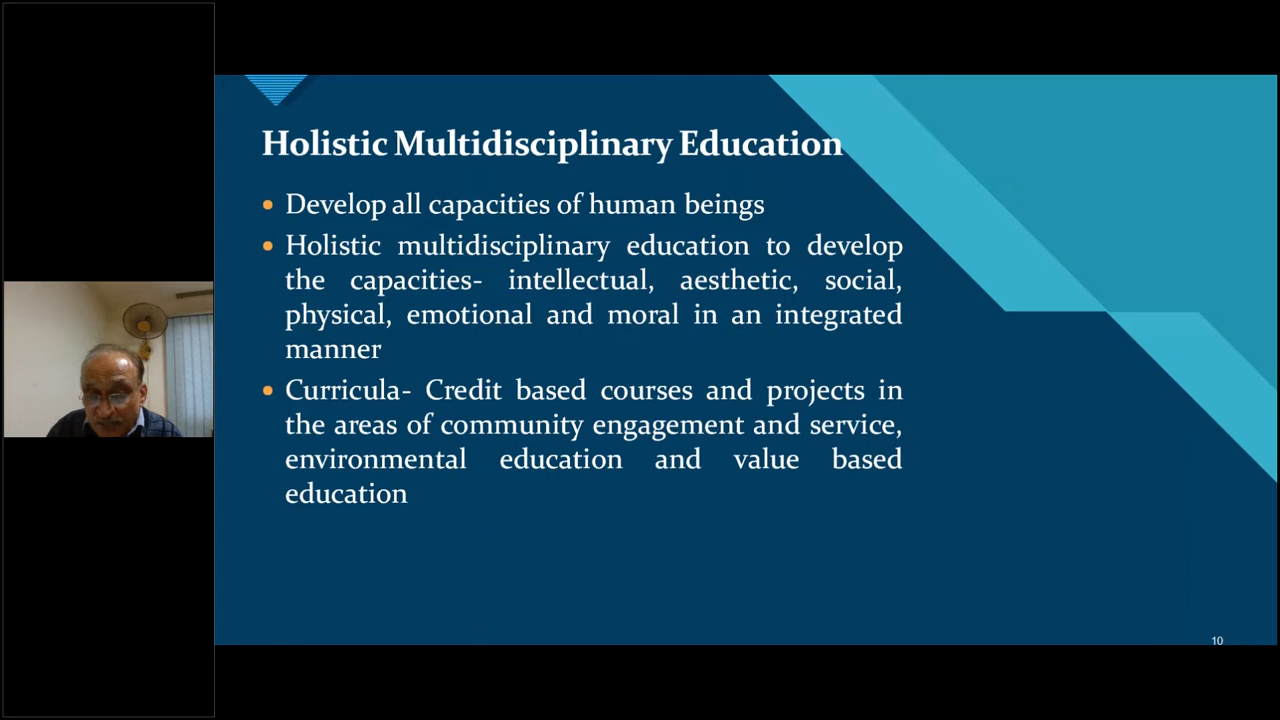 Holistic Multidisciplinary Education
• Develop all capacities of human beings
• Holistic multidisciplinary education to develop
the capacities- intellectual, aesthetic, social,
physical, emotional and moral in an integrated
manner
• Curricula- Credit based courses and projects in
the areas of community engagement and service,
environmental education and value based
education
10